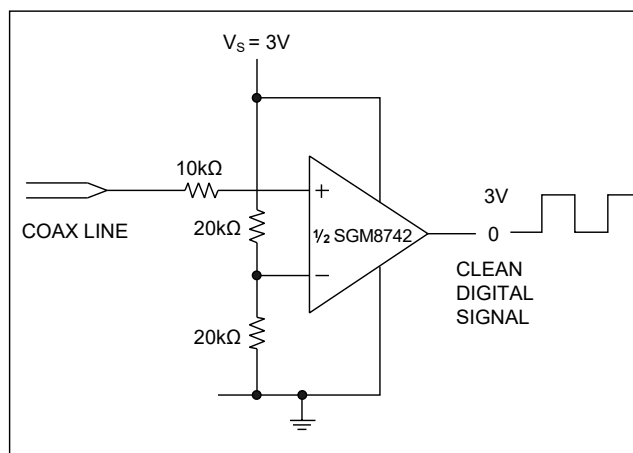 V_S = 3V
10kΩ
COAX LINE
20kΩ
20kΩ
+
½ SGM8742
−
3V
0
CLEAN
DIGITAL
SIGNAL